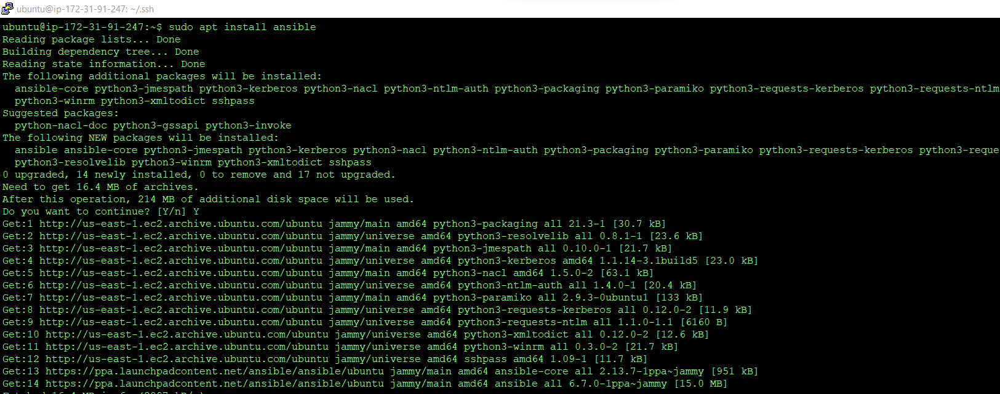 ubuntu@ip-172-31-91-247: ~/.ssh
ubuntu@ip-172-31-91-247:~$ sudo apt install ansible
Reading package lists... Done
Building dependency tree... Done
Reading state information... Done
The following additional packages will be installed:
  ansible-core python3-jmespath python3-kerberos python3-nacl python3-ntlm-auth python3-packaging python3-paramiko python3-requests-kerberos python3-requests-ntlm
  python3-winrm python3-xmltodict sshpass
Suggested packages:
  python-nacl-doc python3-gssapi python3-invoke
The following NEW packages will be installed:
  ansible ansible-core python3-jmespath python3-kerberos python3-nacl python3-ntlm-auth python3-packaging python3-paramiko python3-requests-kerberos python3-reque
  python3-resolvelib python3-winrm python3-xmltodict sshpass
0 upgraded, 14 newly installed, 0 to remove and 17 not upgraded.
Need to get 16.4 MB of archives.
After this operation, 214 MB of additional disk space will be used.
Do you want to continue? [Y/n] Y
Get:1 http://us-east-1.ec2.archive.ubuntu.com/ubuntu jammy/main amd64 python3-packaging all 21.3-1 [30.7 kB]
Get:2 http://us-east-1.ec2.archive.ubuntu.com/ubuntu jammy/universe amd64 python3-resolvelib all 0.8.1-1 [23.6 kB]
Get:3 http://us-east-1.ec2.archive.ubuntu.com/ubuntu jammy/main amd64 python3-jmespath all 0.10.0-1 [21.7 kB]
Get:4 http://us-east-1.ec2.archive.ubuntu.com/ubuntu jammy/universe amd64 python3-kerberos amd64 1.1.14-3.1build5 [23.0 kB]
Get:5 http://us-east-1.ec2.archive.ubuntu.com/ubuntu jammy/main amd64 python3-nacl amd64 1.5.0-2 [63.1 kB]
Get:6 http://us-east-1.ec2.archive.ubuntu.com/ubuntu jammy/universe amd64 python3-ntlm-auth all 1.4.0-1 [20.4 kB]
Get:7 http://us-east-1.ec2.archive.ubuntu.com/ubuntu jammy/main amd64 python3-paramiko all 2.9.3-0ubuntu1 [133 kB]
Get:8 http://us-east-1.ec2.archive.ubuntu.com/ubuntu jammy/universe amd64 python3-requests-kerberos all 0.12.0-2 [11.9 kB]
Get:9 http://us-east-1.ec2.archive.ubuntu.com/ubuntu jammy/universe amd64 python3-requests-ntlm all 1.1.0-1.1 [6160 B]
Get:10 http://us-east-1.ec2.archive.ubuntu.com/ubuntu jammy/universe amd64 python3-xmltodict all 0.12.0-2 [12.6 kB]
Get:11 http://us-east-1.ec2.archive.ubuntu.com/ubuntu jammy/universe amd64 python3-winrm all 0.3.0-2 [21.7 kB]
Get:12 http://us-east-1.ec2.archive.ubuntu.com/ubuntu jammy/universe amd64 sshpass amd64 1.09-1 [11.7 kB]
Get:13 https://ppa.launchpadcontent.net/ansible/ansible/ubuntu jammy/main amd64 ansible-core all 2.13.7-1ppa~jammy [951 kB]
Get:14 https://ppa.launchpadcontent.net/ansible/ansible/ubuntu jammy/main amd64 ansible all 6.7.0-1ppa~jammy [15.0 MB]